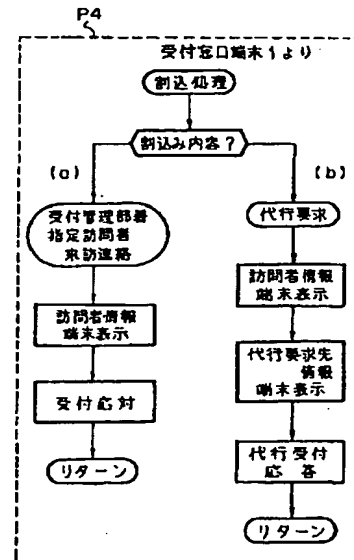 P4
受付窓口端末1より
割込処理
割込み内容?
(a)
(b)
受付管理部署
指定訪問者
来訪連絡
訪問者情報
端末表示
受付応対
リターン
代行要求
訪問者情報
端末表示
代行要求先
情報
端末表示
代行受付
応答
リターン